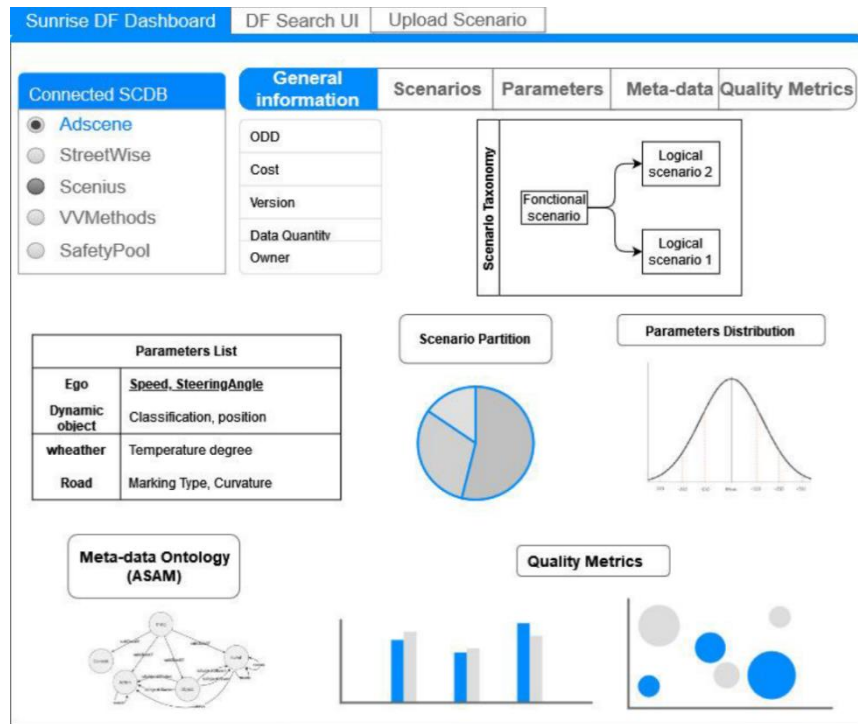 Sunrise DF Dashboard
DF Search UI
Upload Scenario
Connected SCDB
Adscene
StreetWise
Scenius
VVMethods
SafetyPool
General
information
Scenarios
Parameters
Meta-data
Quality Metrics
ODD
Cost
Version
Data Quantity
Owner
Scenario Taxonomy
Fonctional
scenario
Logical
scenario 2
Logical
scenario 1
Parameters List
Ego
Speed, SteeringAngle
Dynamic
object
Classification, position
wheather
Temperature degree
Road
Marking Type, Curvature
Scenario Partition
Parameters Distribution
Meta-data Ontology
(ASAM)
Quality Metrics